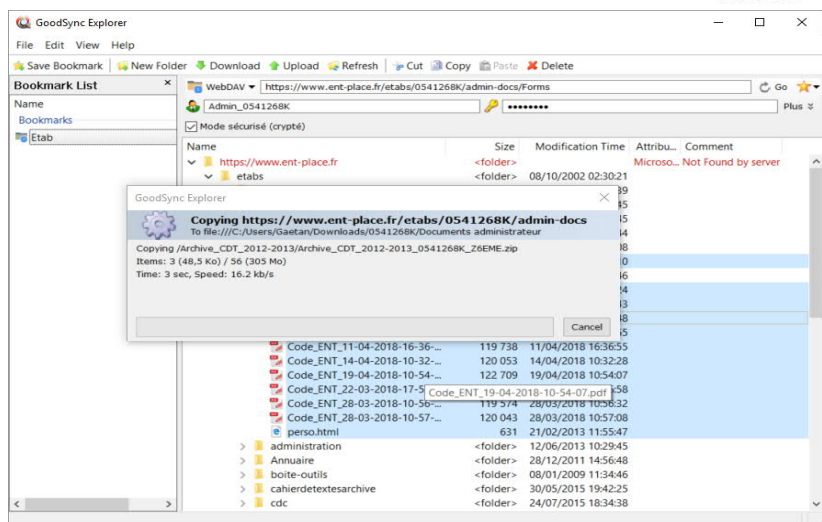 GoodSync Explorer
File Edit View Help
Save Bookmark New Folder Download Upload Refresh Cut Copy Paste Delete
Bookmark List ×
Name
Bookmarks
Etab
WebDAV https://www.ent-place.fr/etabs/0541268K/admin-docs/Forms Go
Admin_0541268K •••••••• Plus
Mode sécurisé (crypté)
Name Size Modification Time Attribu... Comment
https://www.ent-place.fr <folder> Microso... Not Found by server
etabs <folder> 08/10/2002 02:30:21
GoodSync Explorer
Copying https://www.ent-place.fr/etabs/0541268K/admin-docs
To file:///C:/Users/Gaetan/Downloads/0541268K/Documents administrateur
Copying /Archive_CDT_2012-2013/Archive_CDT_2012-2013_0541268K_Z6EME.zip
Items: 3 (48,5 Ko) / 56 (305 Mo)
Time: 3 sec, Speed: 16.2 kb/s
Cancel
Code_ENT_11-04-2018-16-36-... 119 738 11/04/2018 16:36:55
Code_ENT_14-04-2018-10-32-... 120 053 14/04/2018 10:32:28
Code_ENT_19-04-2018-10-54-... 122 709 19/04/2018 10:54:07
Code_ENT_22-03-2018-17-5 :58
Code_ENT_19-04-2018-10-54-07.pdf
Code_ENT_28-03-2018-10-56-... 119 574 28/03/2018 10:56:32
Code_ENT_28-03-2018-10-57-... 120 043 28/03/2018 10:57:08
perso.html 631 21/02/2013 11:55:47
administration <folder> 12/06/2013 10:29:45
Annuaire <folder> 28/12/2011 14:56:48
boite-outils <folder> 08/01/2009 11:34:46
cahierdetextesarchive <folder> 30/05/2015 19:42:25
cdc <folder> 24/07/2015 18:34:38